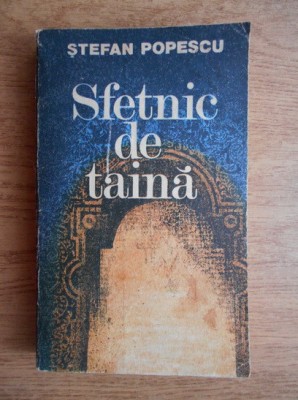 ȘTEFAN POPESCU
Sfetnic
de
taină